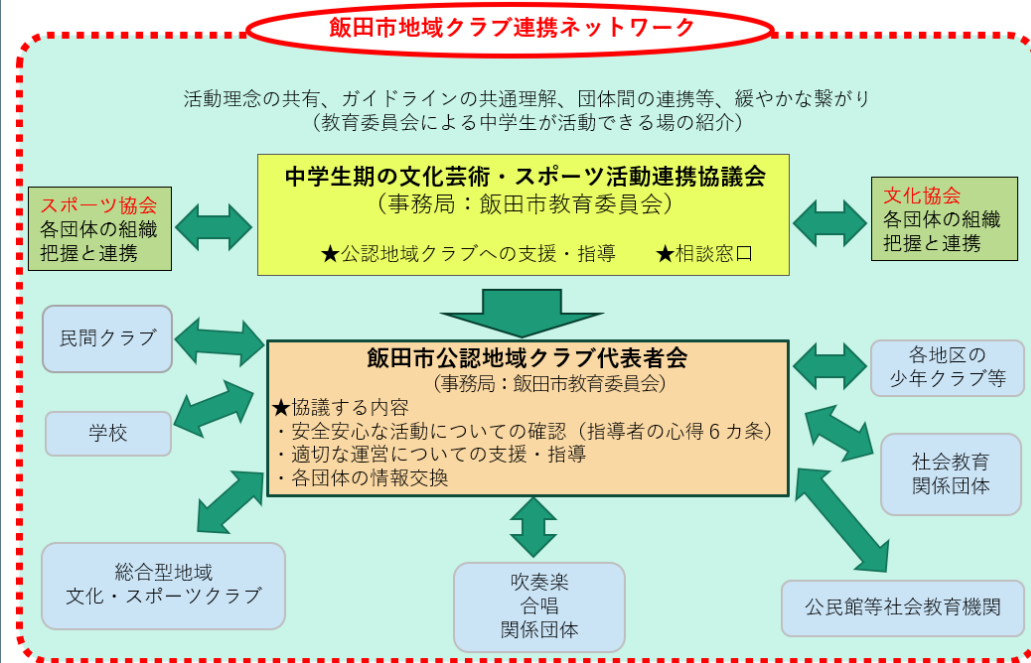 飯田市地域クラブ連携ネットワーク
活動理念の共有、ガイドラインの共通理解、団体間の連携等、緩やかな繋がり
（教育委員会による中学生が活動できる場の紹介）
中学生期の文化芸術・スポーツ活動連携協議会
（事務局：飯田市教育委員会）
★公認地域クラブへの支援・指導　★相談窓口
スポーツ協会
各団体の組織
把握と連携
文化協会
各団体の組織
把握と連携
飯田市公認地域クラブ代表者会
（事務局：飯田市教育委員会）
★協議する内容
・安全安心な活動についての確認（指導者の心得６カ条）
・適切な運営についての支援・指導
・各団体の情報交換
民間クラブ
学校
総合型地域
文化・スポーツクラブ
吹奏楽
合唱
関係団体
各地区の
少年クラブ等
社会教育
関係団体
公民館等社会教育機関